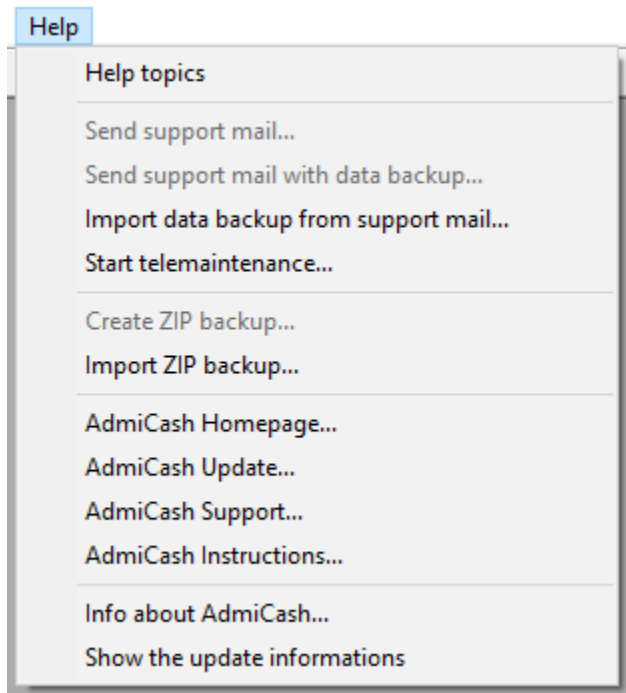 Help
Help topics
Send support mail...
Send support mail with data backup...
Import data backup from support mail...
Start telemaintenance...
Create ZIP backup...
Import ZIP backup...
AdmiCash Homepage...
AdmiCash Update...
AdmiCash Support...
AdmiCash Instructions...
Info about AdmiCash...
Show the update informations